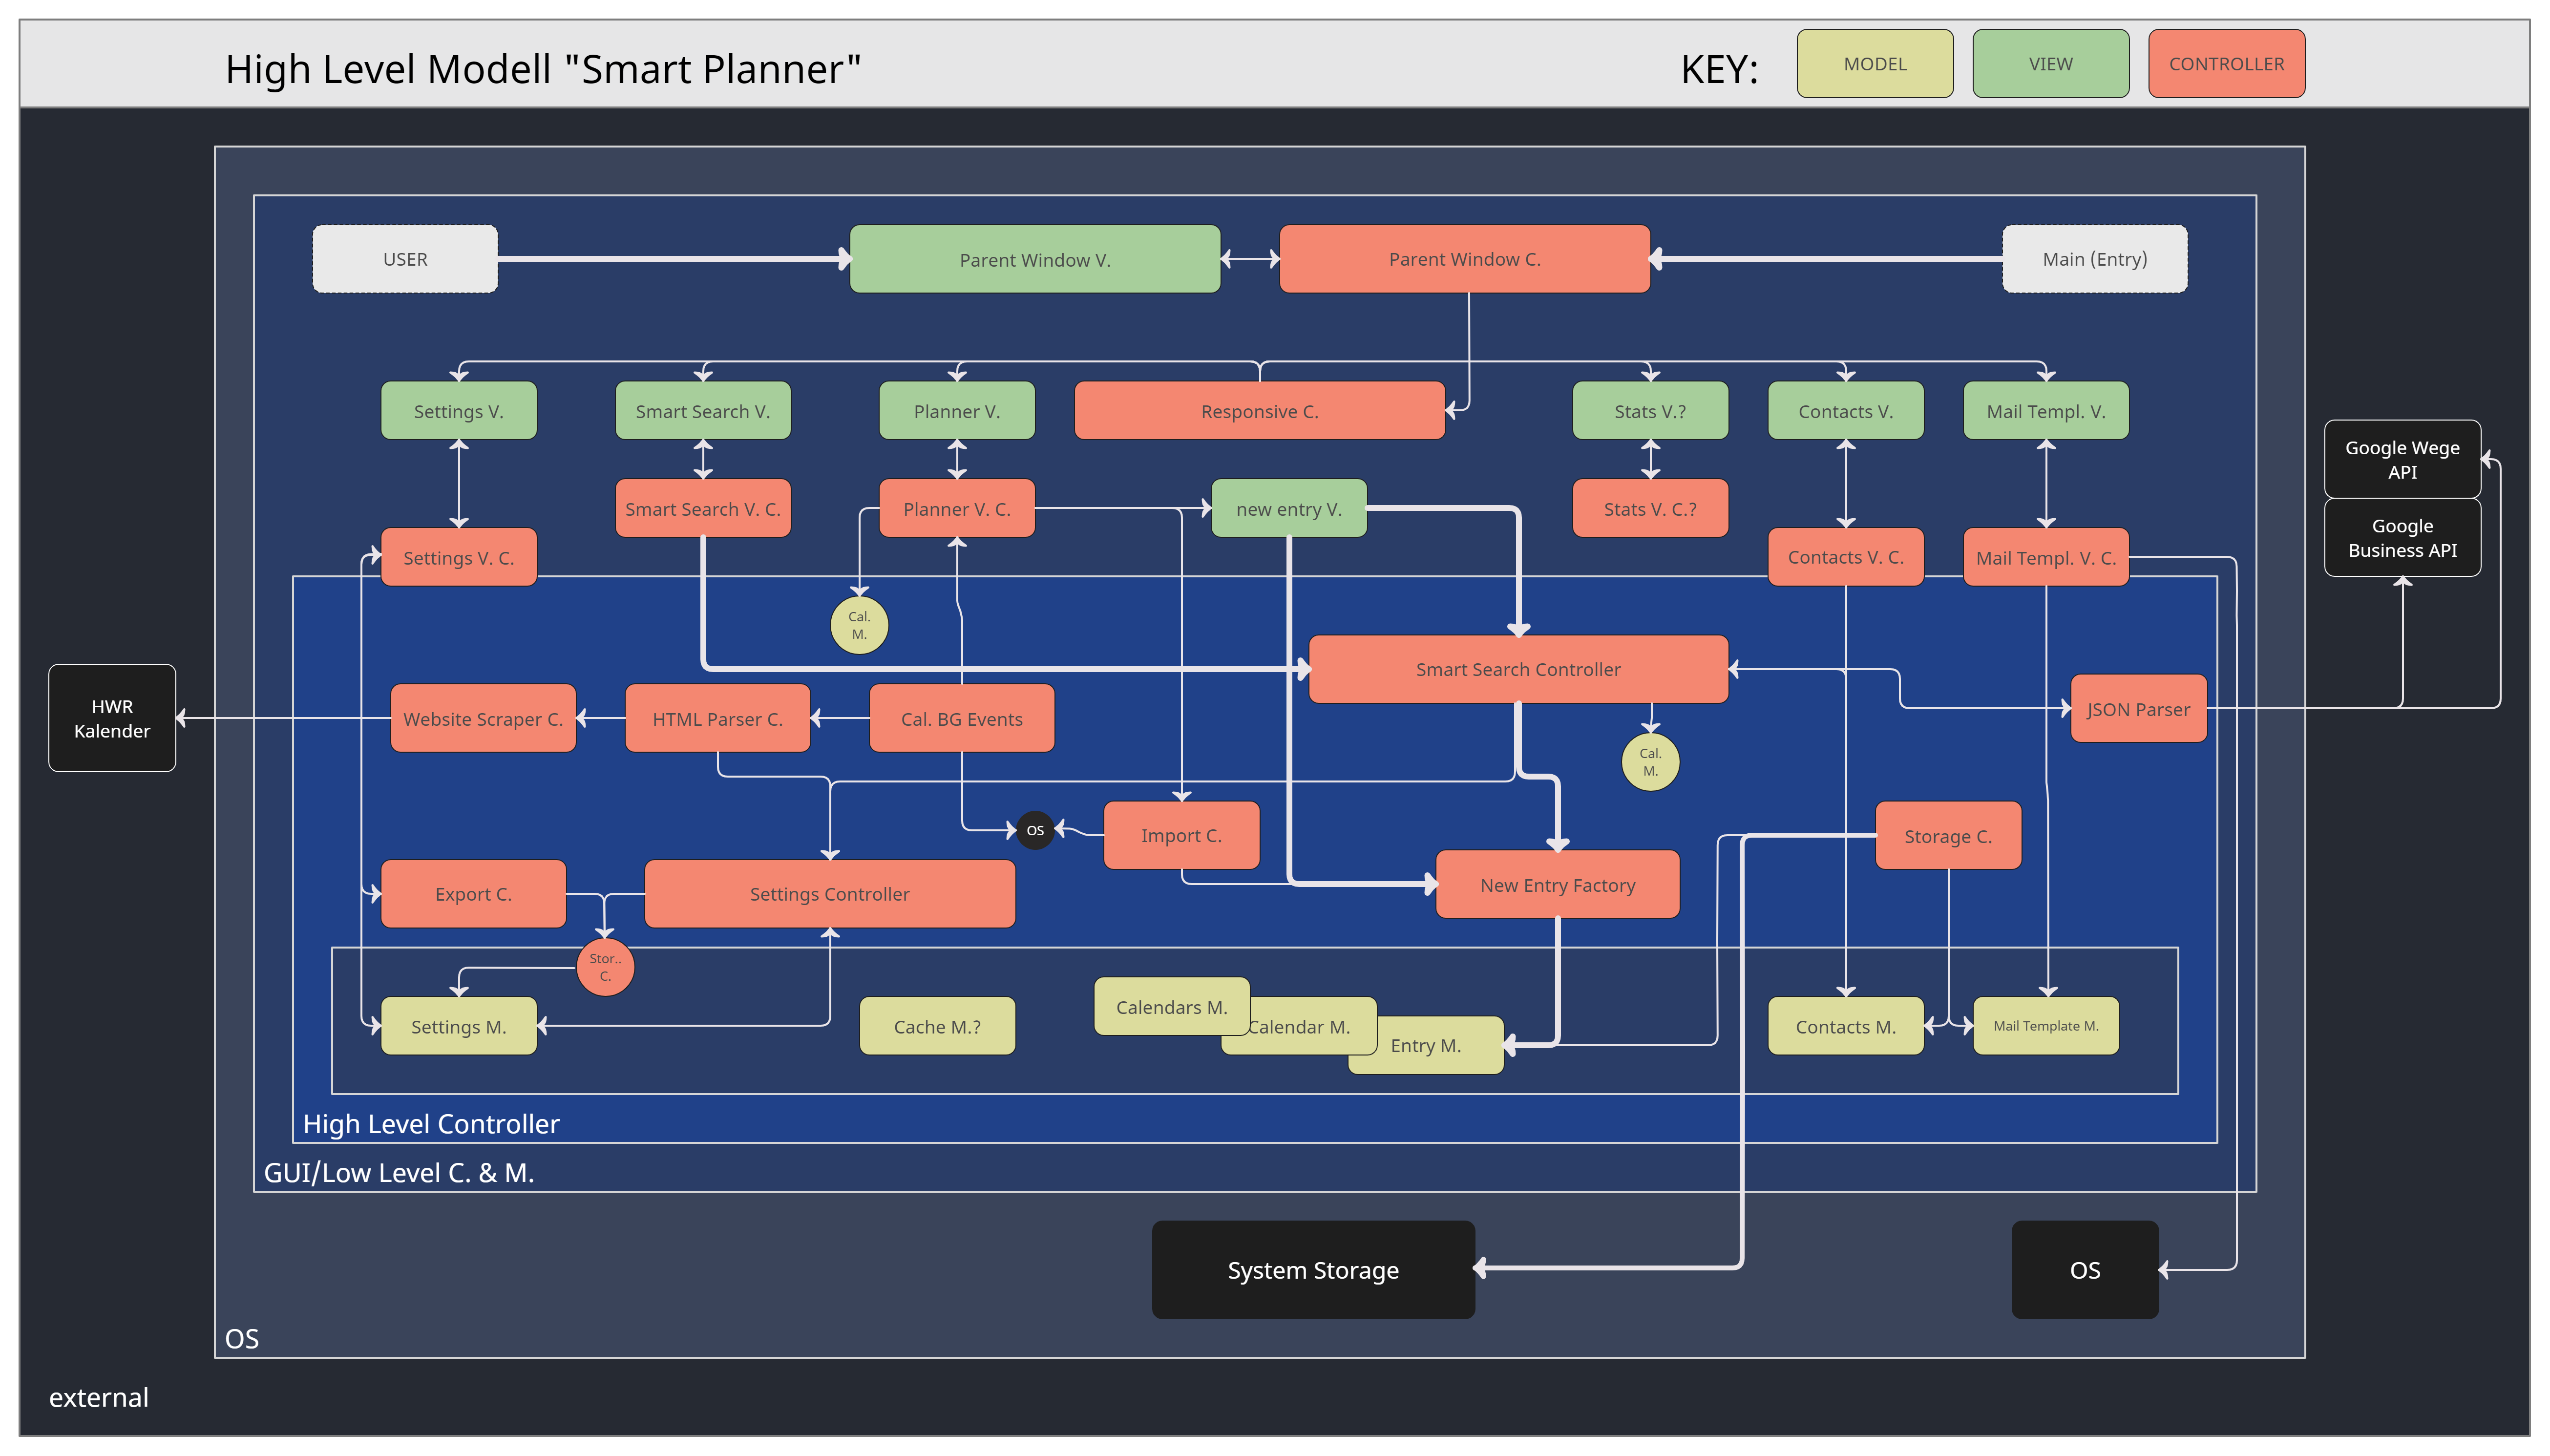 High Level Modell "Smart Planner"
KEY:
MODEL
VIEW
CONTROLLER
USER
Parent Window V.
Parent Window C.
Main (Entry)
Settings V.
Smart Search V.
Planner V.
Responsive C.
Stats V.?
Contacts V.
Mail Templ. V.
Google Wege
API
Google
Business API
Smart Search V. C.
Planner V. C.
new entry V.
Stats V. C.?
Settings V. C.
Contacts V. C.
Mail Templ. V. C.
Cal.
M.
Smart Search Controller
HWR
Kalender
Website Scraper C.
HTML Parser C.
Cal. BG Events
JSON Parser
Cal.
M.
OS
Import C.
Storage C.
Export C.
Settings Controller
New Entry Factory
Stor..
C.
Settings M.
Cache M.?
Calendars M.
Calendar M.
Entry M.
Contacts M.
Mail Template M.
High Level Controller
GUI/Low Level C. & M.
System Storage
OS
OS
external